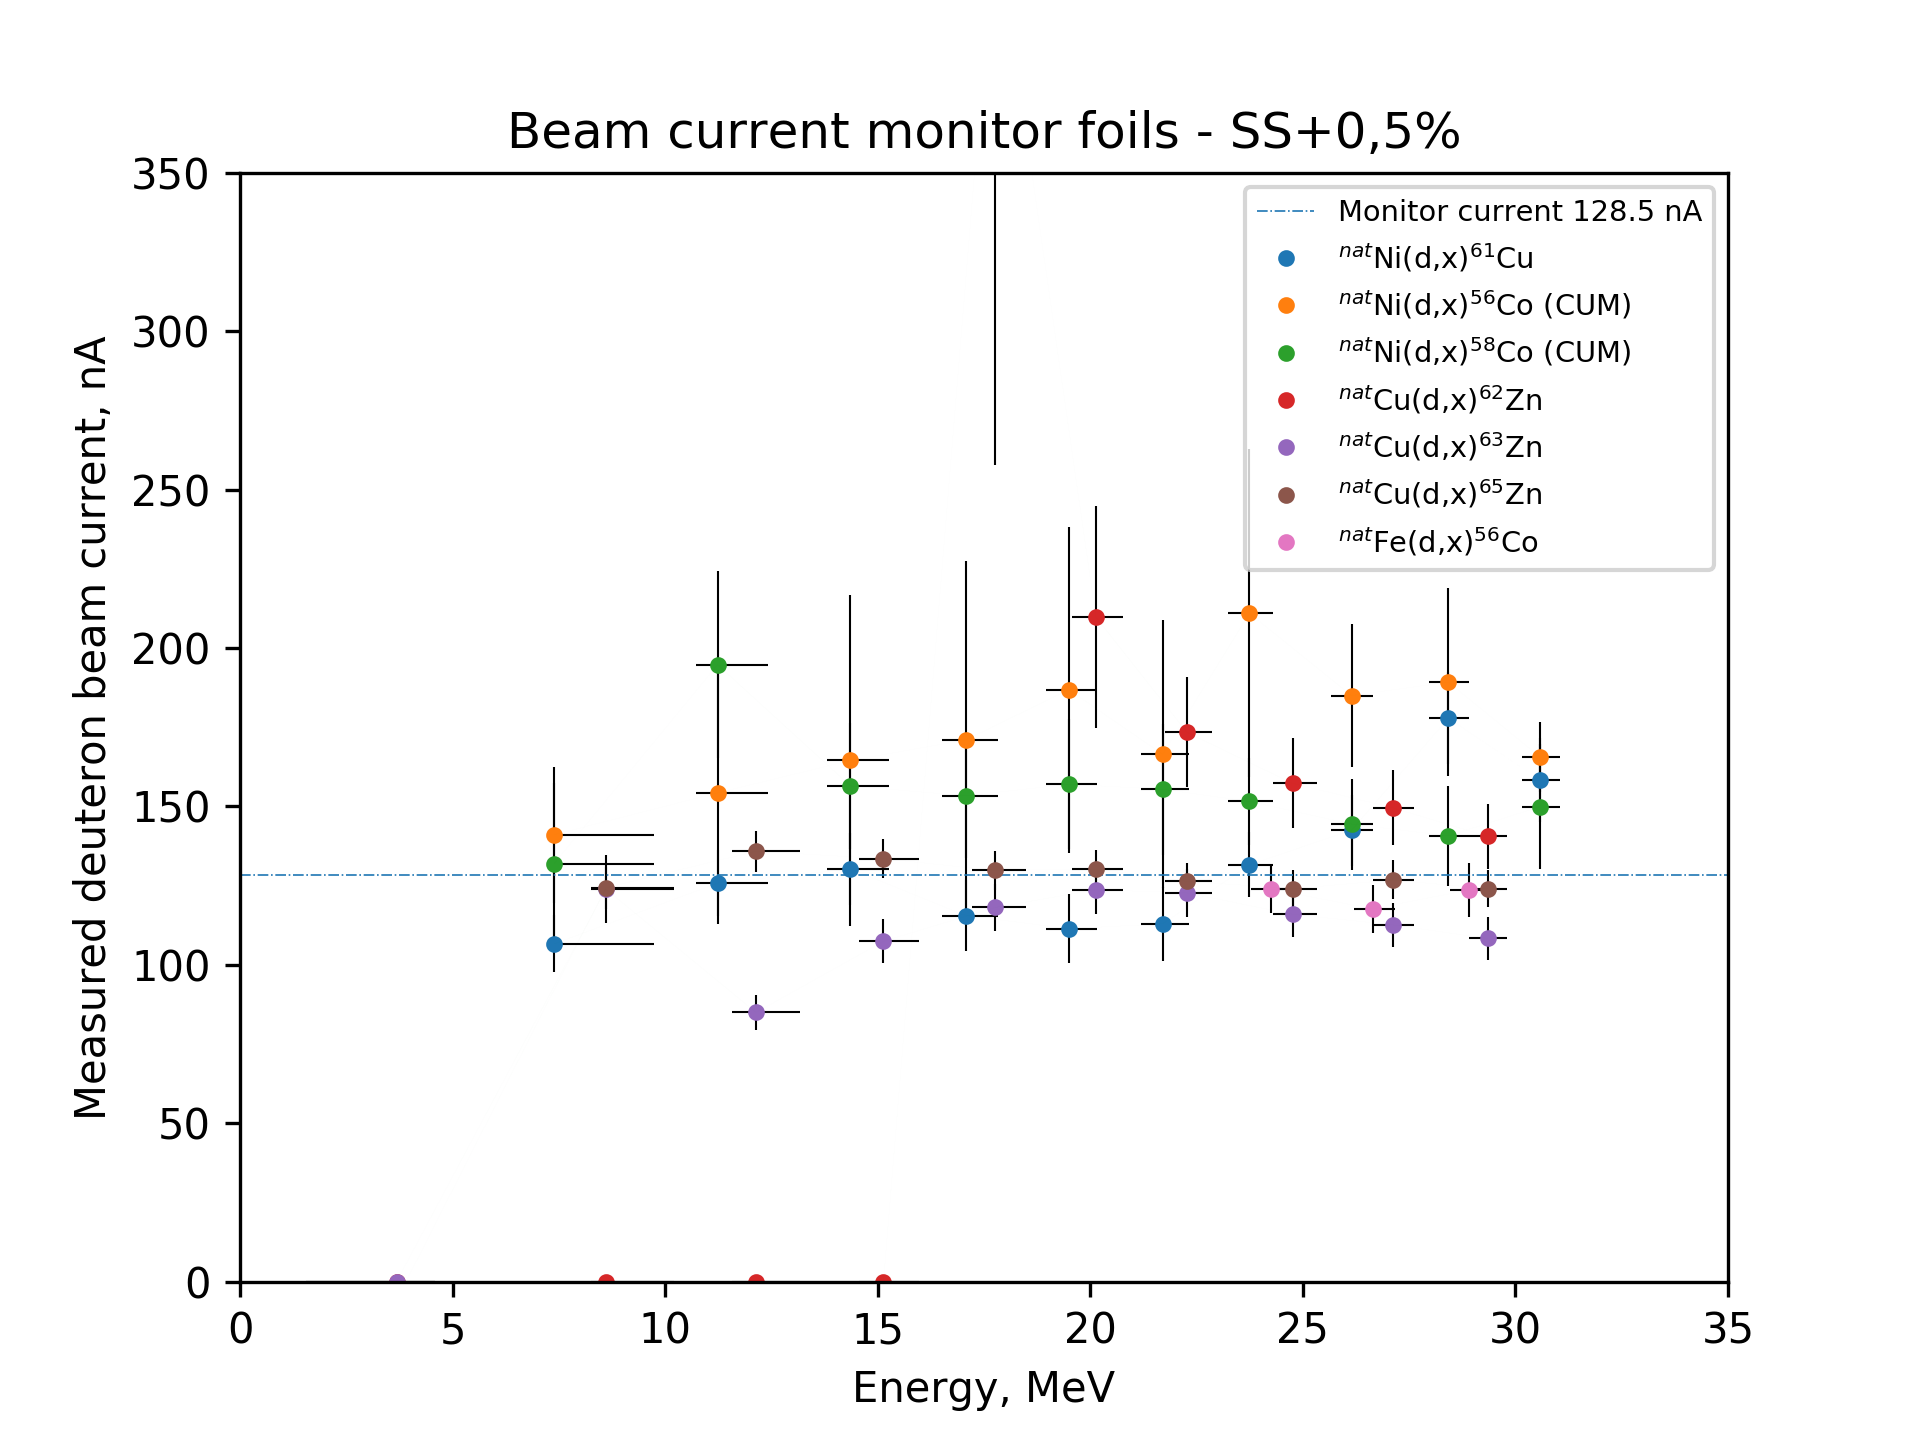 Beam current monitor foils - SS+0,5%
350
300
250
200
150
100
50
0
Measured deuteron beam current, nA
Monitor current 128.5 nA
natNi(d,x)61Cu
natNi(d,x)56Co (CUM)
natNi(d,x)58Co (CUM)
natCu(d,x)62Zn
natCu(d,x)63Zn
natCu(d,x)65Zn
natFe(d,x)56Co
0 5 10 15 20 25 30 35
Energy, MeV